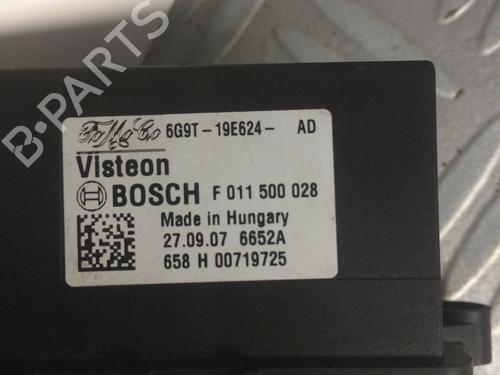 FoMoCo 6G9T-19E624- AD
Visteon
BOSCH F 011 500 028
Made in Hungary
27.09.07 6652A
658 H 00719725
B-PARTS